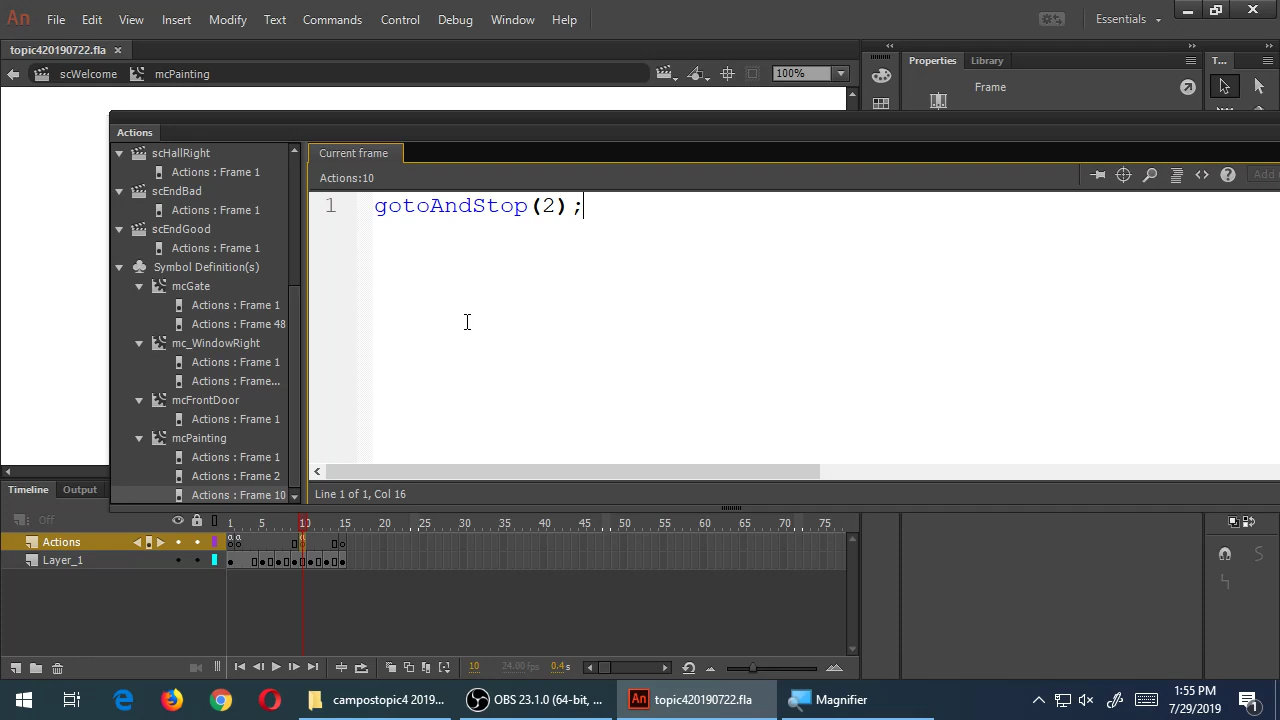 An File Edit View Insert Modify Text Commands Control Debug Window Help Essentials
topic420190722.fla ×
scWelcome mcPainting 100% Properties Library T...
Frame
Actions
scHallRight Current frame
Actions : Frame 1 Actions:10 Add
scEndBad
Actions : Frame 1 1 gotoAndStop(2);
scEndGood
Actions : Frame 1
Symbol Definition(s)
mcGate
Actions : Frame 1
Actions : Frame 48
mc_WindowRight
Actions : Frame 1
Actions : Frame...
mcFrontDoor
Actions : Frame 1
mcPainting
Actions : Frame 1
Actions : Frame 2
Actions : Frame 10 Line 1 of 1, Col 16
Timeline Output
Off 1 5 10 15 20 25 30 35 40 45 50 55 60 65 70 75
Actions
Layer_1
10 24.00 fps 0.4 s
campostopic4 2019... OBS 23.1.0 (64-bit, ... An topic420190722.fla Magnifier 1:55 PM
7/29/2019 1